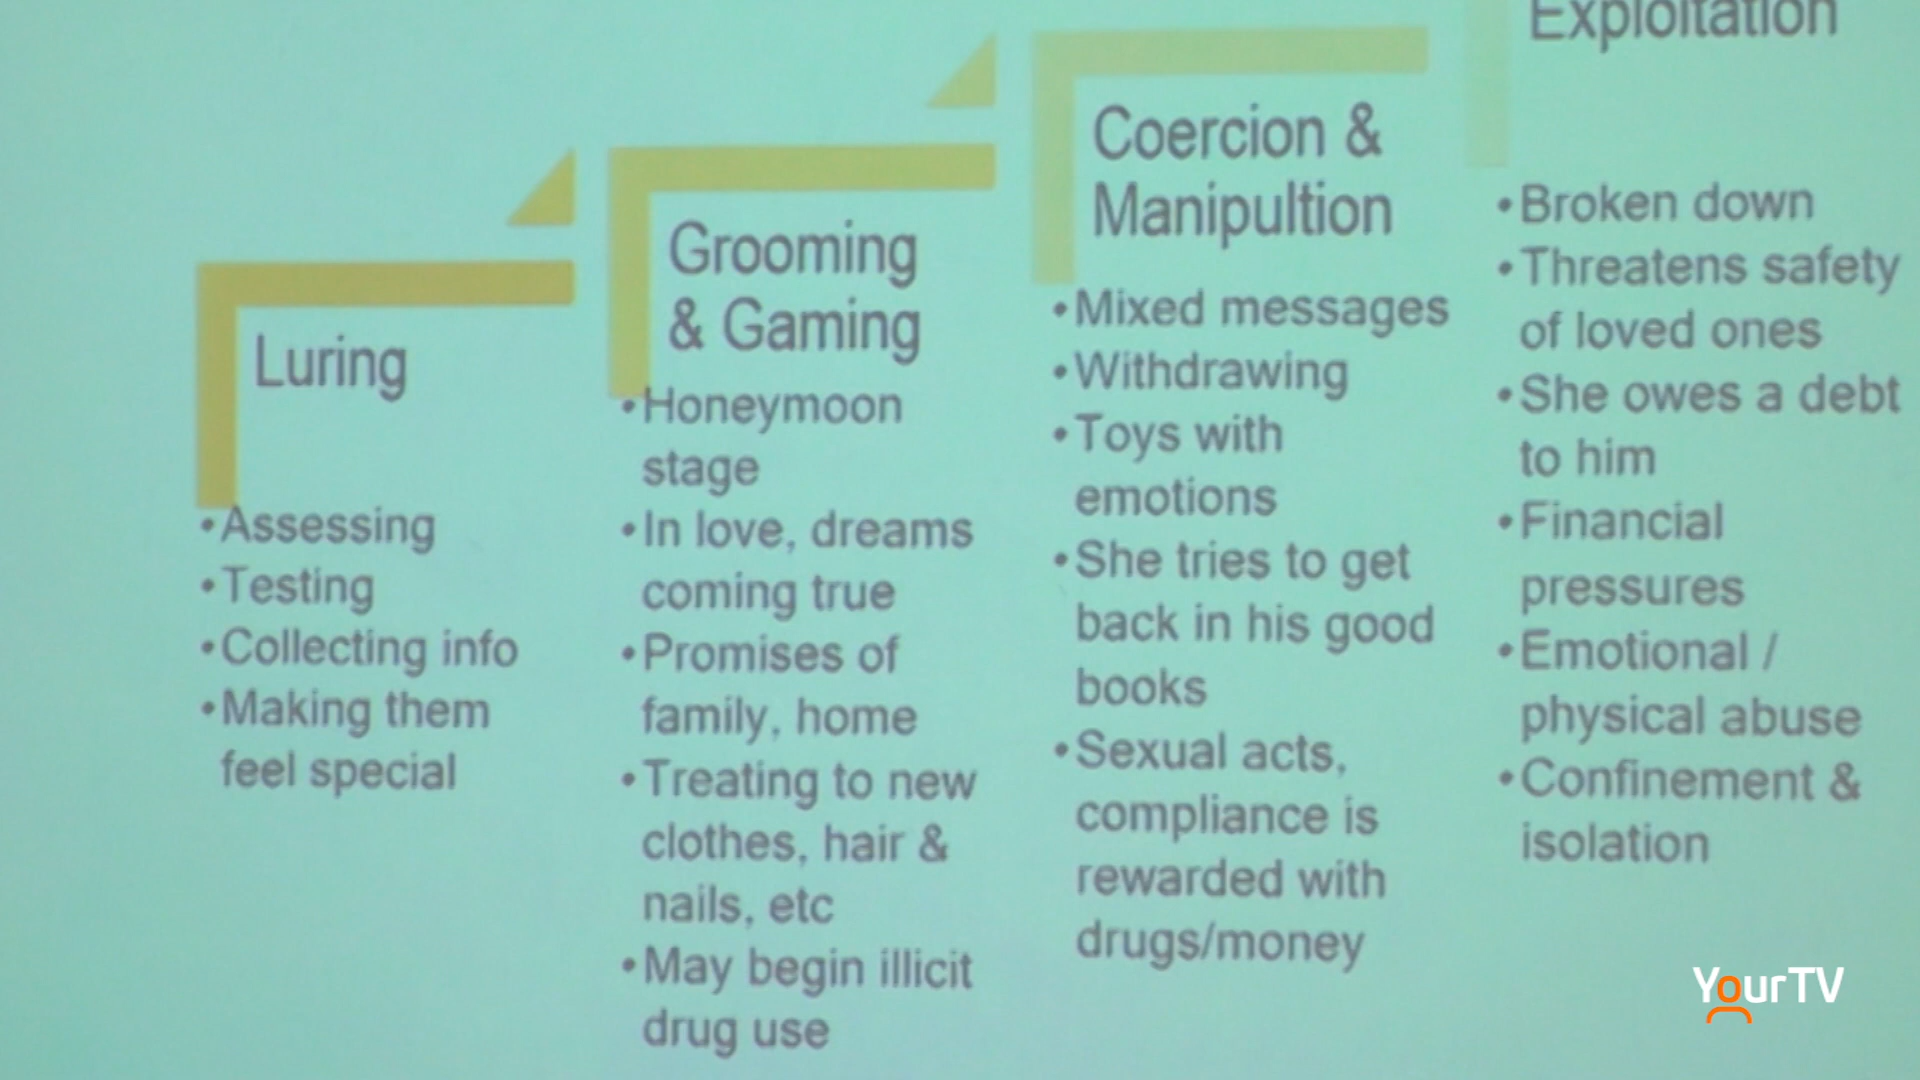 Luring
•Assessing
•Testing
•Collecting info
•Making them
feel special
Grooming
& Gaming
•Honeymoon
stage
•In love, dreams
coming true
•Promises of
family, home
•Treating to new
clothes, hair &
nails, etc
•May begin illicit
drug use
Coercion &
Manipultion
•Mixed messages
•Withdrawing
•Toys with
emotions
•She tries to get
back in his good
books
•Sexual acts,
compliance is
rewarded with
drugs/money
Exploitation
•Broken down
•Threatens safety
of loved ones
•She owes a debt
to him
•Financial
pressures
•Emotional /
physical abuse
•Confinement &
isolation
YourTV